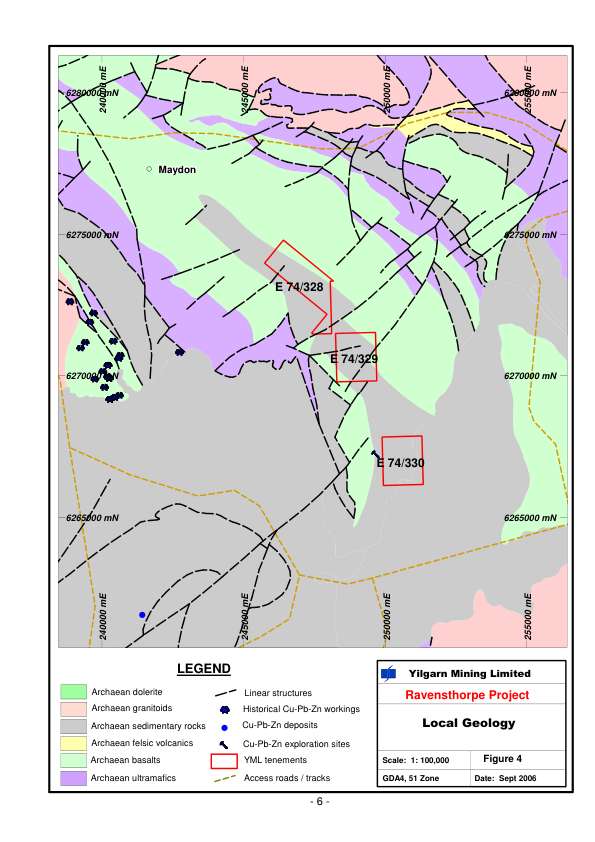 240000 mE
245000 mE
250000 mE
255000 mE
6280000 mN
6280000 mN
Maydon
6275000 mN
6275000 mN
E 74/328
E 74/329
6270000 mN
6270000 mN
E 74/330
6265000 mN
6265000 mN
240000 mE
245000 mE
250000 mE
255000 mE
LEGEND
Archaean dolerite
Archaean granitoids
Archaean sedimentary rocks
Archaean felsic volcanics
Archaean basalts
Archaean ultramafics
Linear structures
Historical Cu-Pb-Zn workings
Cu-Pb-Zn deposits
Cu-Pb-Zn exploration sites
YML tenements
Access roads / tracks
Yilgarn Mining Limited
Ravensthorpe Project
Local Geology
Scale: 1: 100,000
Figure 4
GDA4, 51 Zone
Date: Sept 2006
- 6 -